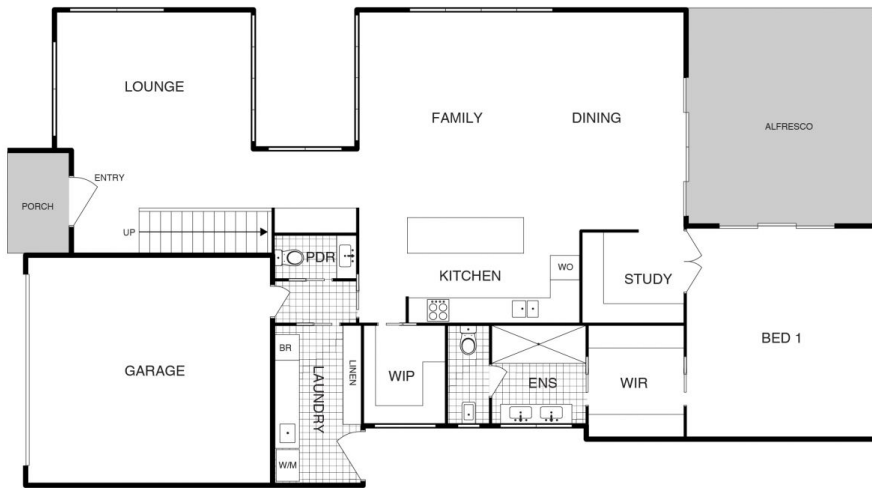 LOUNGE
FAMILY
DINING
ALFRESCO
ENTRY
PORCH
UP
PDR
KITCHEN
WO
STUDY
BED 1
GARAGE
BR
LAUNDRY
LINEN
WIP
ENS
WIR
W/M